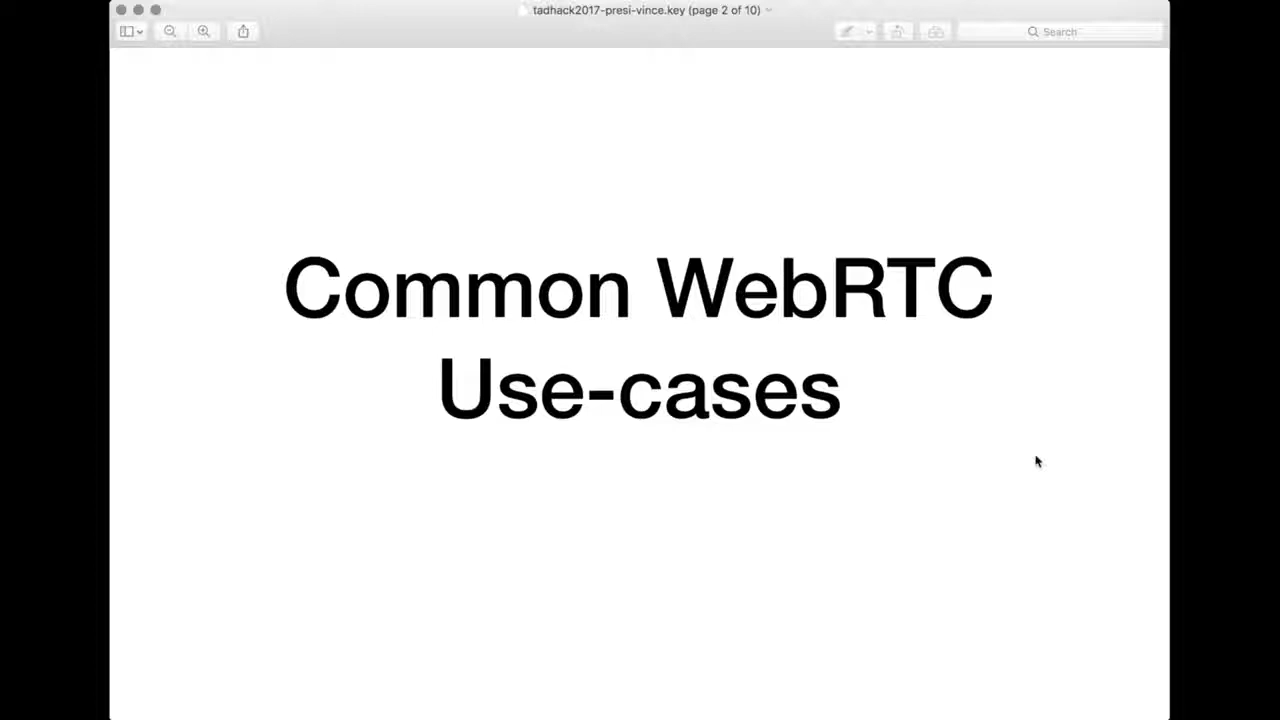 tadhack2017-presi-vince.key (page 2 of 10)
Search
Common WebRTC
Use-cases